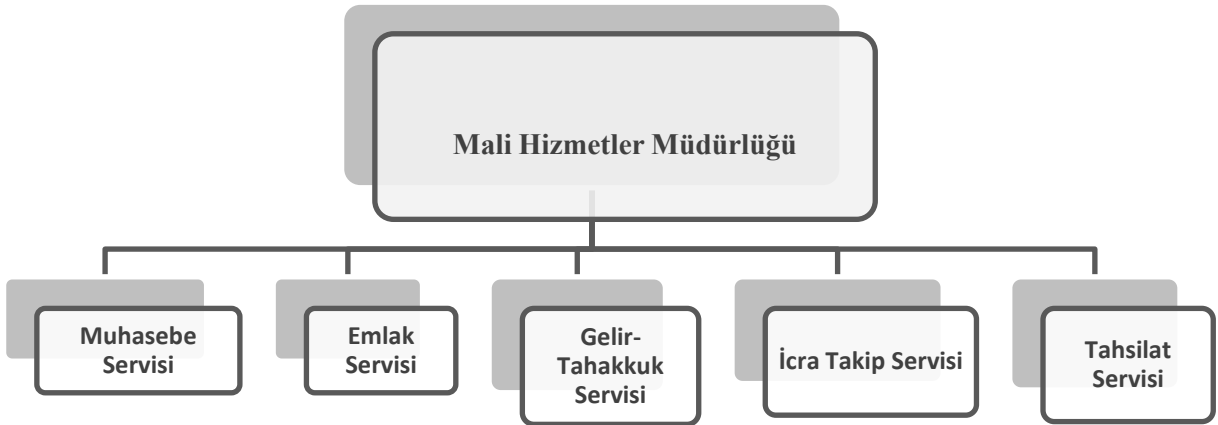 Mali Hizmetler Müdürlüğü
Muhasebe
Servisi
Emlak
Servisi
Gelir-
Tahakkuk
Servisi
İcra Takip Servisi
Tahsilat
Servisi